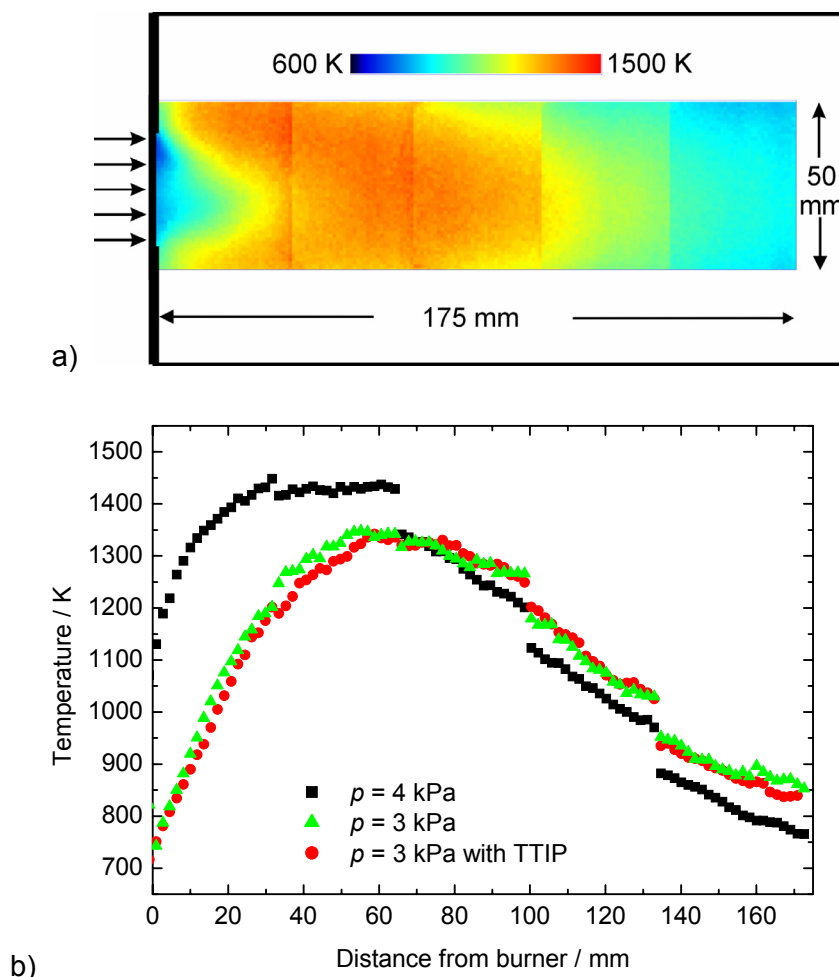 600 K 1500 K
50
mm
175 mm
a)
1500
1400
1300
1200
1100
1000
900
800
700
Temperature / K
p = 4 kPa
p = 3 kPa
p = 3 kPa with TTIP
0 20 40 60 80 100 120 140 160
Distance from burner / mm
b)